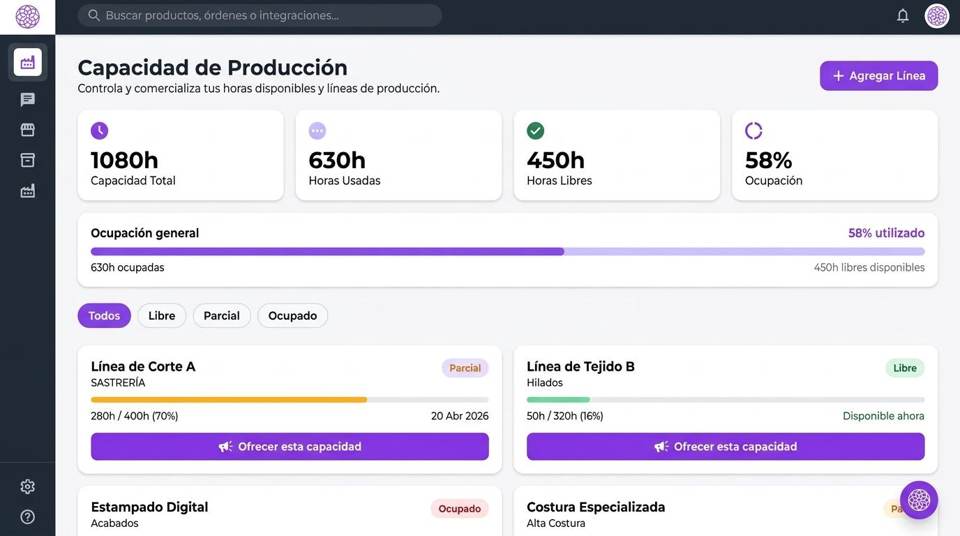 Buscar productos, órdenes o integraciones...
Capacidad de Producción
Controla y comercializa tus horas disponibles y líneas de producción.
Agregar Línea
1080h
Capacidad Total
630h
Horas Usadas
450h
Horas Libres
58%
Ocupación
Ocupación general
58% utilizado
630h ocupadas
450h libres disponibles
Todos
Libre
Parcial
Ocupado
Línea de Corte A
Parcial
SASTRERÍA
280h / 400h (70%)
20 Abr 2026
Ofrecer esta capacidad
Línea de Tejido B
Libre
Hilados
50h / 320h (16%)
Disponible ahora
Ofrecer esta capacidad
Estampado Digital
Ocupado
Acabados
Costura Especializada
Alta Costura